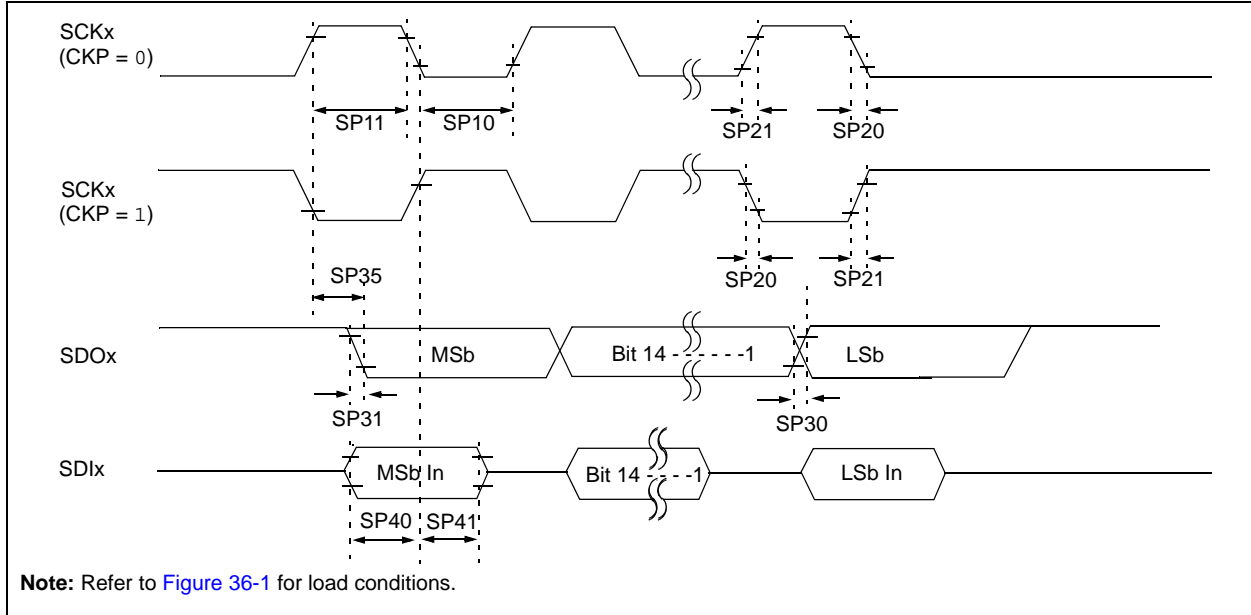 SCKx
(CKP = 0)
SP11
SP10
SP21
SP20
SCKx
(CKP = 1)
SP35
SP20
SP21
SDOx
MSb
Bit 14 - - - - - -1
LSb
SP31
SP30
SDIx
MSb In
Bit 14 - - - -1
LSb In
SP40
SP41
Note: Refer to Figure 36-1 for load conditions.